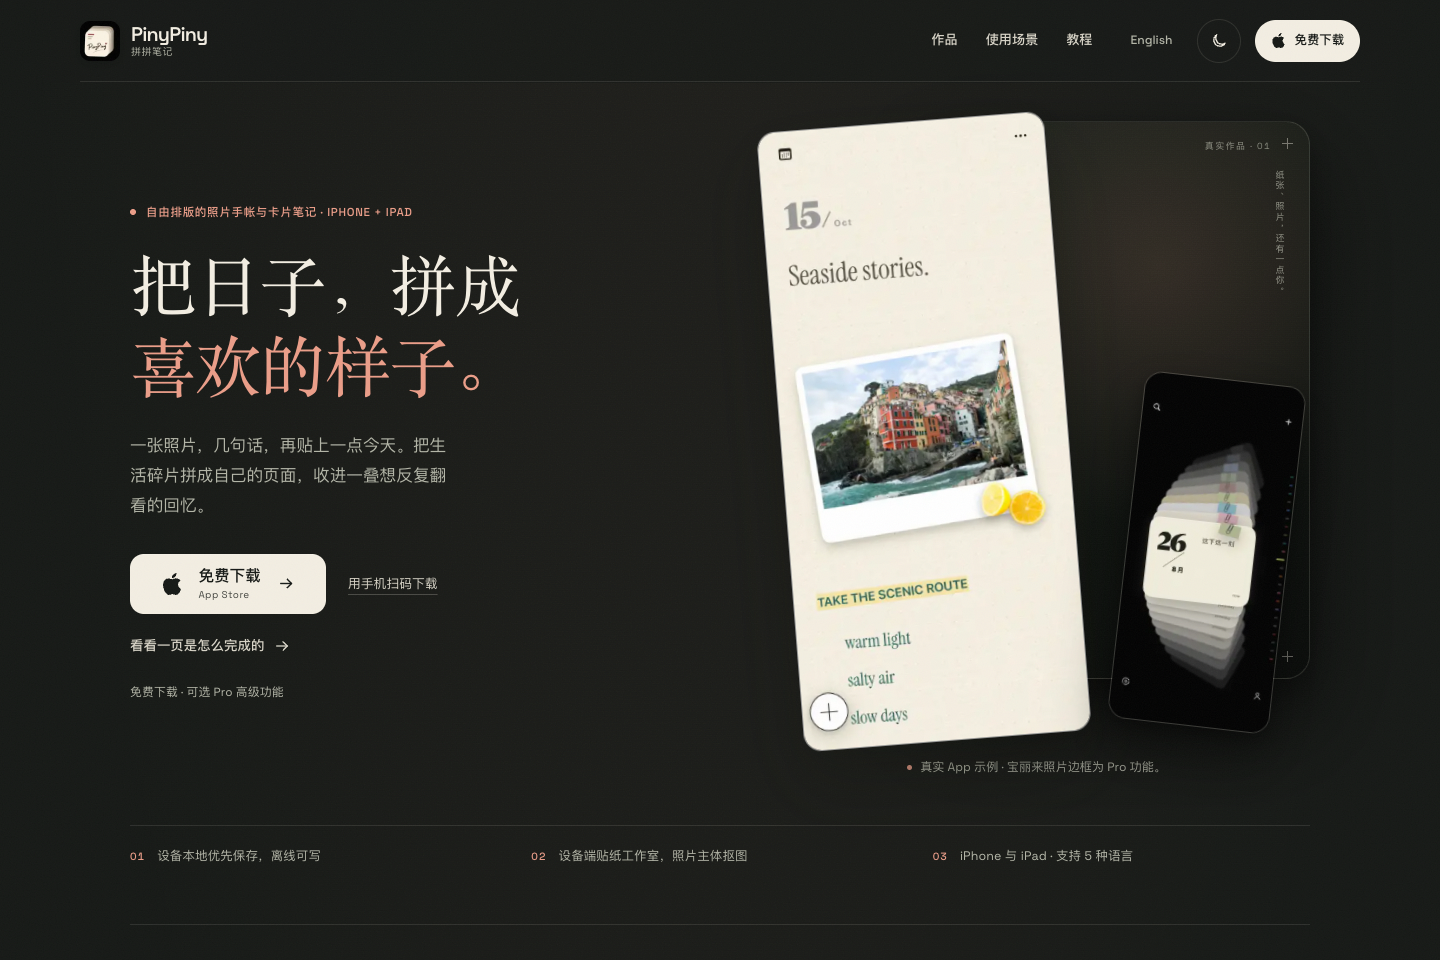 PinyPiny
拼拼笔记
作品
使用场景
教程
English
免费下载
自由排版的照片手帐与卡片笔记 · IPHONE + IPAD
把日子，拼成
喜欢的样子。
一张照片，几句话，再贴上一点今天。把生
活碎片拼成自己的页面，收进一叠想反复翻
看的回忆。
免费下载
App Store
用手机扫码下载
看看一页是怎么完成的
免费下载 · 可选 Pro 高级功能
15/ Oct
Seaside stories.
TAKE THE SCENIC ROUTE
warm light
salty air
slow days
真实作品 · 01
纸张、照片，还有一点你。
26
真实 App 示例 · 宝丽来照片边框为 Pro 功能。
01 设备本地优先保存，离线可写
02 设备端贴纸工作室，照片主体抠图
03 iPhone 与 iPad · 支持 5 种语言